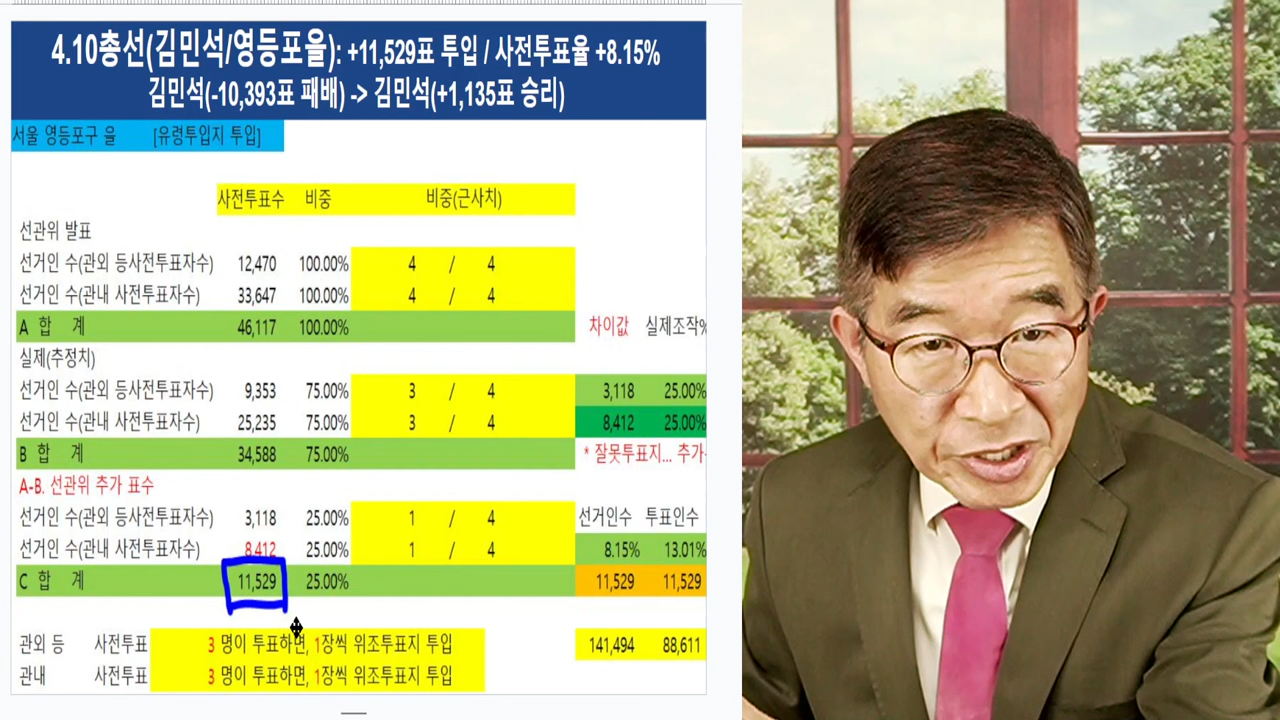 4.10총선(김민석/영등포을): +11,529표 투입 / 사전투표율 +8.15%
김민석(-10,393표 패배) -> 김민석(+1,135표 승리)
서울 영등포구 을 [유령투입지 투입]
사전투표수 비중 비중(근사치)
선관위 발표
선거인 수(관외 등사전투표자수) 12,470 100.00% 4 / 4
선거인 수(관내 사전투표자수) 33,647 100.00% 4 / 4
A 합 계 46,117 100.00% 차이값 실제조작%
실제(추정치)
선거인 수(관외 등사전투표자수) 9,353 75.00% 3 / 4 3,118 25.00%
선거인 수(관내 사전투표자수) 25,235 75.00% 3 / 4 8,412 25.00%
B 합 계 34,588 75.00% * 잘못투표지... 추가
A-B. 선관위 추가 표수
선거인 수(관외 등사전투표자수) 3,118 25.00% 1 / 4 선거인수 투표인수
선거인 수(관내 사전투표자수) 8,412 25.00% 1 / 4 8.15% 13.01%
C 합 계 11,529 25.00% 11,529 11,529
관외 등 사전투표 3 명이 투표하면, 1장씩 위조투표지 투입 141,494 88,611
관내 사전투표 3 명이 투표하면, 1장씩 위조투표지 투입